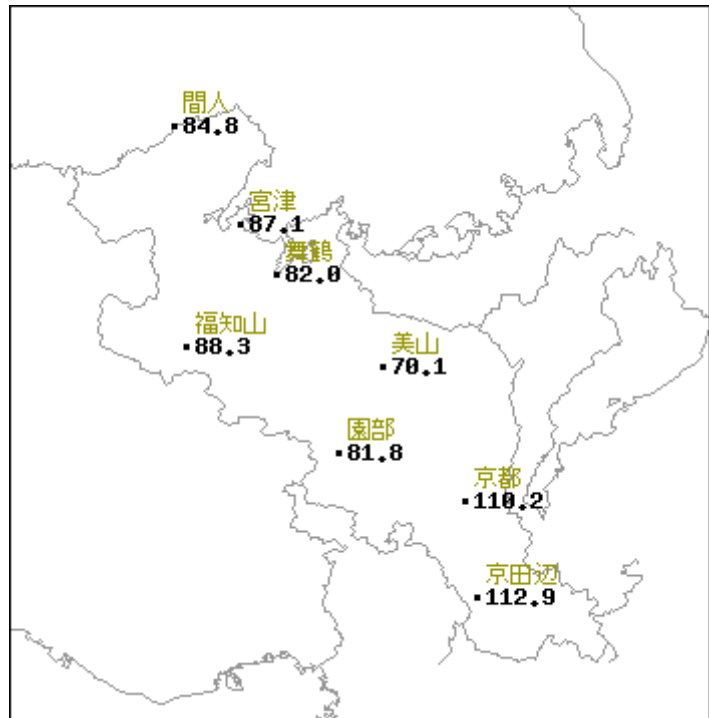 間人
84.8
宮津
87.1
舞鶴
82.0
福知山
88.3
美山
70.1
園部
81.8
京都
110.2
京田辺
112.9